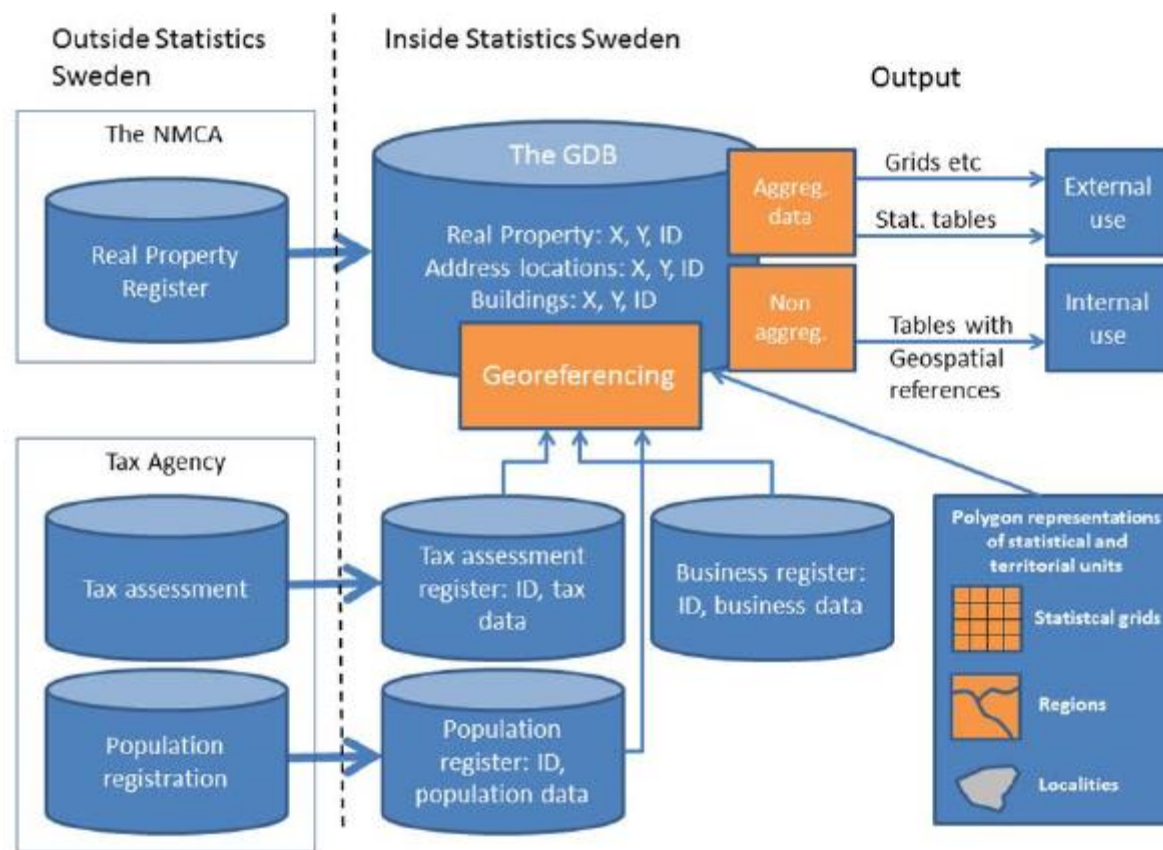 Outside Statistics
Sweden
Inside Statistics Sweden
Output
The NMCA
Real Property
Register
The GDB
Real Property: X, Y, ID
Address locations: X, Y, ID
Buildings: X, Y, ID
Georeferencing
Aggreg.
data
Non
aggreg.
Grids etc
Stat. tables
Tables with
Geospatial
references
External
use
Internal
use
Tax Agency
Tax assessment
Population
registration
Tax assessment
register: ID, tax
data
Business register:
ID, business data
Population
register: ID,
population data
Polygon representations
of statistical and
territorial units
Statistcal grids
Regions
Localities